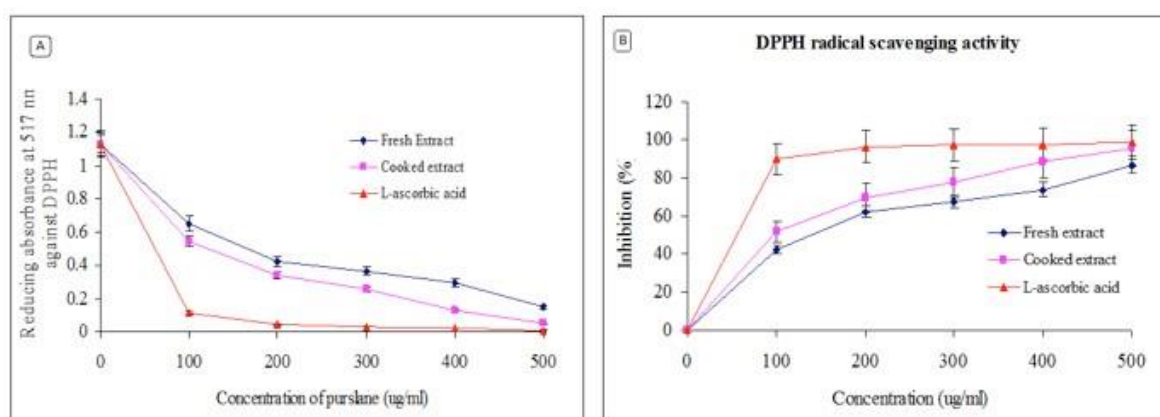 A
Reducing absorbance at 517 nn
against DPPH
1.4
1.2
1
0.8
0.6
0.4
0.2
0
0 100 200 300 400 500
Concentration of purslane (ug/ml)
Fresh Extract
Cooked extract
L-ascorbic acid
B
DPPH radical scavenging activity
Inhibition (%
120
100
80
60
40
20
0
0 100 200 300 400 500
Concentration (ug/ml)
Fresh extract
Cooked extract
L-ascorbic acid